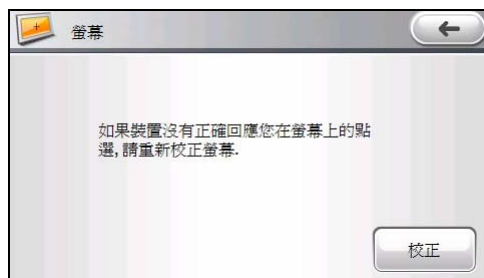 螢幕
如果裝置沒有正確回應您在螢幕上的點
選,請重新校正螢幕.
校正